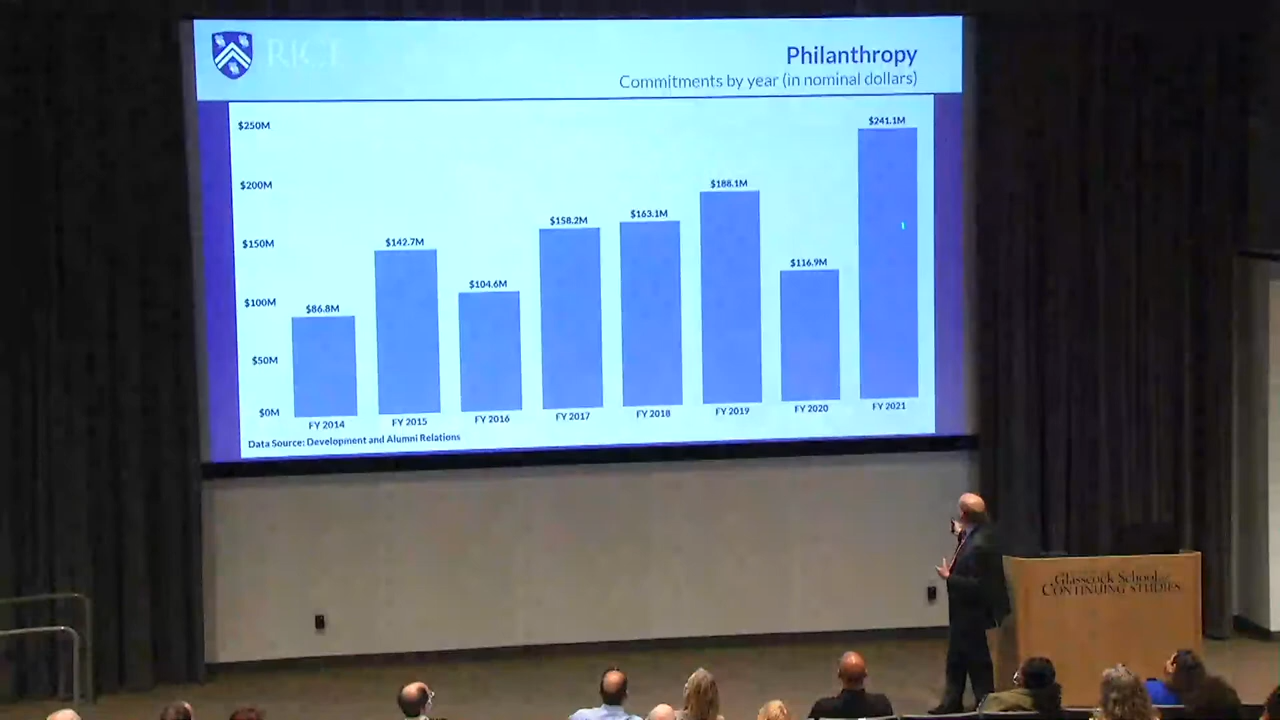 RICE
Philanthropy
Commitments by year (in nominal dollars)
$250M
$200M
$150M
$100M
$50M
$0M
$86.8M
$142.7M
$104.6M
$158.2M
$163.1M
$188.1M
$116.9M
$241.1M
FY 2014
FY 2015
FY 2016
FY 2017
FY 2018
FY 2019
FY 2020
FY 2021
Data Source: Development and Alumni Relations
Glasscock School of
CONTINUING STUDIES